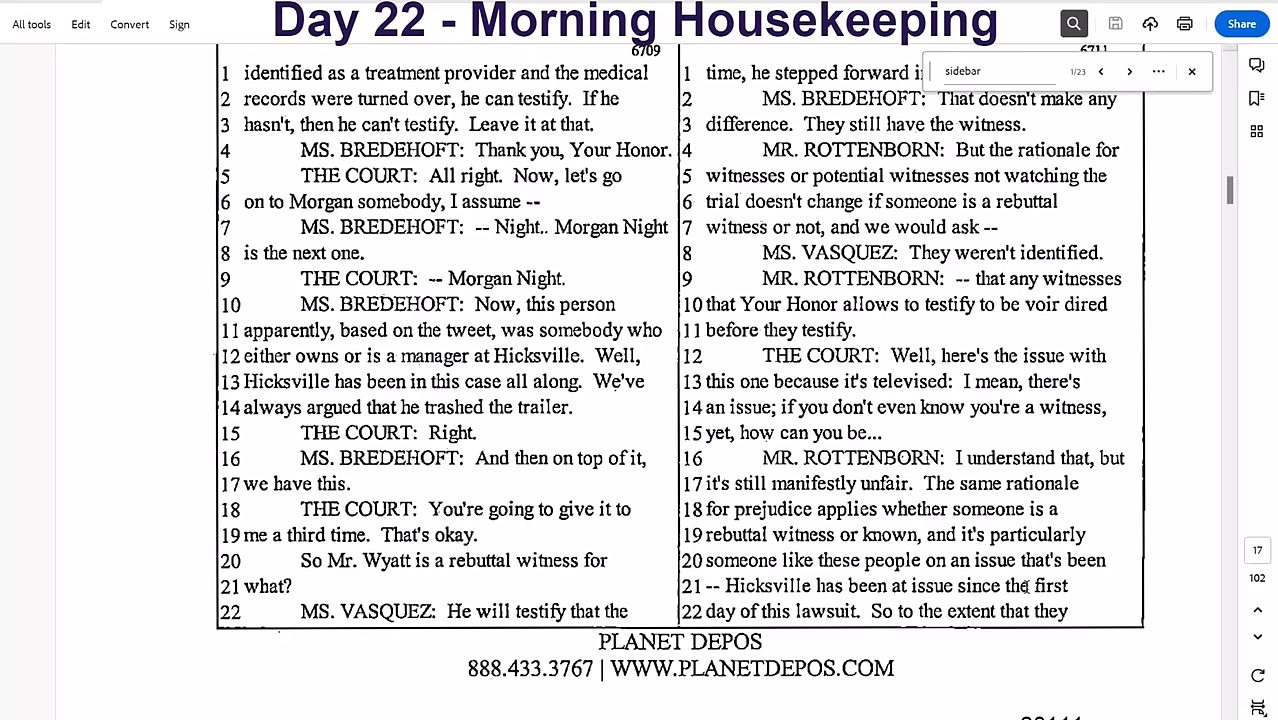 Day 22 - Morning Housekeeping
All tools Edit Convert Sign
Share
sidebar 1/23
6709
1 identified as a treatment provider and the medical
2 records were turned over, he can testify. If he
3 hasn't, then he can't testify. Leave it at that.
4 MS. BREDEHOFT: Thank you, Your Honor.
5 THE COURT: All right. Now, let's go
6 on to Morgan somebody, I assume --
7 MS. BREDEHOFT: -- Night.. Morgan Night
8 is the next one.
9 THE COURT: -- Morgan Night.
10 MS. BREDEHOFT: Now, this person
11 apparently, based on the tweet, was somebody who
12 either owns or is a manager at Hicksville. Well,
13 Hicksville has been in this case all along. We've
14 always argued that he trashed the trailer.
15 THE COURT: Right.
16 MS. BREDEHOFT: And then on top of it,
17 we have this.
18 THE COURT: You're going to give it to
19 me a third time. That's okay.
20 So Mr. Wyatt is a rebuttal witness for
21 what?
22 MS. VASQUEZ: He will testify that the
6711
1 time, he stepped forward
2 MS. BREDEHOFT: That doesn't make any
3 difference. They still have the witness.
4 MR. ROTTENBORN: But the rationale for
5 witnesses or potential witnesses not watching the
6 trial doesn't change if someone is a rebuttal
7 witness or not, and we would ask --
8 MS. VASQUEZ: They weren't identified.
9 MR. ROTTENBORN: -- that any witnesses
10 that Your Honor allows to testify to be voir dired
11 before they testify.
12 THE COURT: Well, here's the issue with
13 this one because it's televised: I mean, there's
14 an issue; if you don't even know you're a witness,
15 yet, how can you be...
16 MR. ROTTENBORN: I understand that, but
17 it's still manifestly unfair. The same rationale
18 for prejudice applies whether someone is a
19 rebuttal witness or known, and it's particularly
20 someone like these people on an issue that's been
21 -- Hicksville has been at issue since the first
22 day of this lawsuit. So to the extent that they
PLANET DEPOS
888.433.3767 | WWW.PLANETDEPOS.COM
17
102